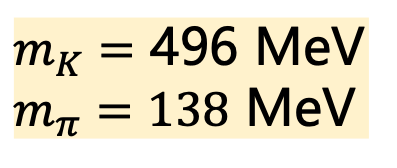 m_K = 496 MeV
m_π = 138 MeV